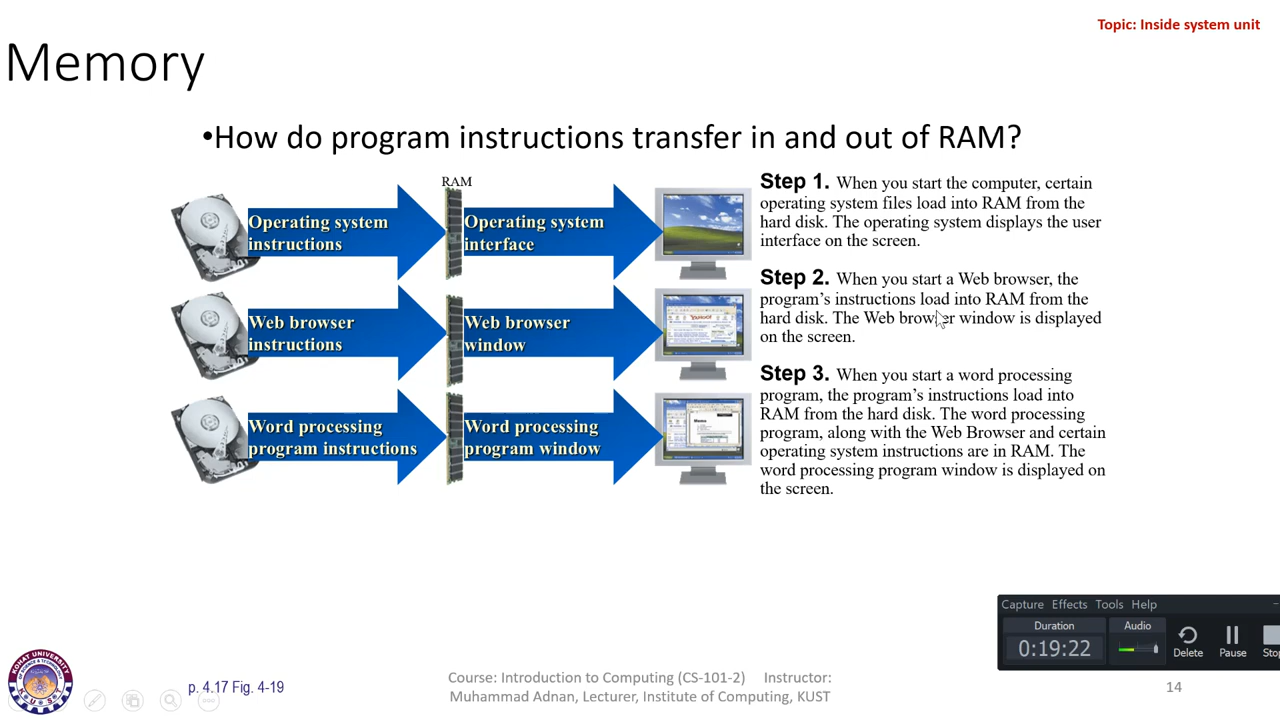 Topic: Inside system unit
Memory
•How do program instructions transfer in and out of RAM?
RAM
Operating system
instructions
Operating system
interface
Web browser
instructions
Web browser
window
Word processing
program instructions
Word processing
program window
Step 1. When you start the computer, certain
operating system files load into RAM from the
hard disk. The operating system displays the user
interface on the screen.
Step 2. When you start a Web browser, the
program's instructions load into RAM from the
hard disk. The Web browser window is displayed
on the screen.
Step 3. When you start a word processing
program, the program's instructions load into
RAM from the hard disk. The word processing
program, along with the Web Browser and certain
operating system instructions are in RAM. The
word processing program window is displayed on
the screen.
Capture Effects Tools Help
Duration
Audio
0:19:22
Delete
Pause
Stop
KOHAT UNIVERSITY
K U S T
p. 4.17 Fig. 4-19
Course: Introduction to Computing (CS-101-2) Instructor:
Muhammad Adnan, Lecturer, Institute of Computing, KUST
14